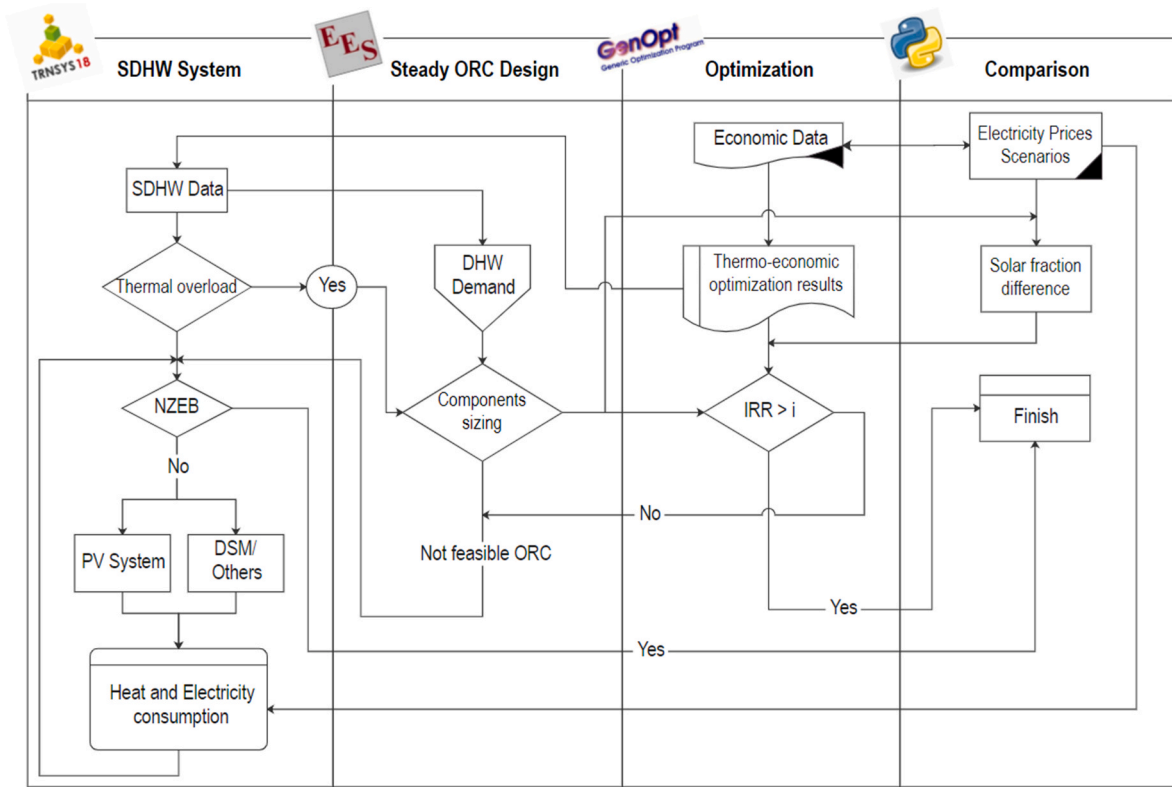 TRNSYS18
SDHW System
EES
Steady ORC Design
GenOpt
Generic Optimization Program
Optimization
Comparison
Economic Data
Electricity Prices
Scenarios
SDHW Data
Thermal overload
Yes
DHW
Demand
Thermo-economic
optimization results
Solar fraction
difference
NZEB
Components
sizing
IRR > i
Finish
No
No
PV System
DSM/
Others
Not feasible ORC
Yes
Yes
Heat and Electricity
consumption